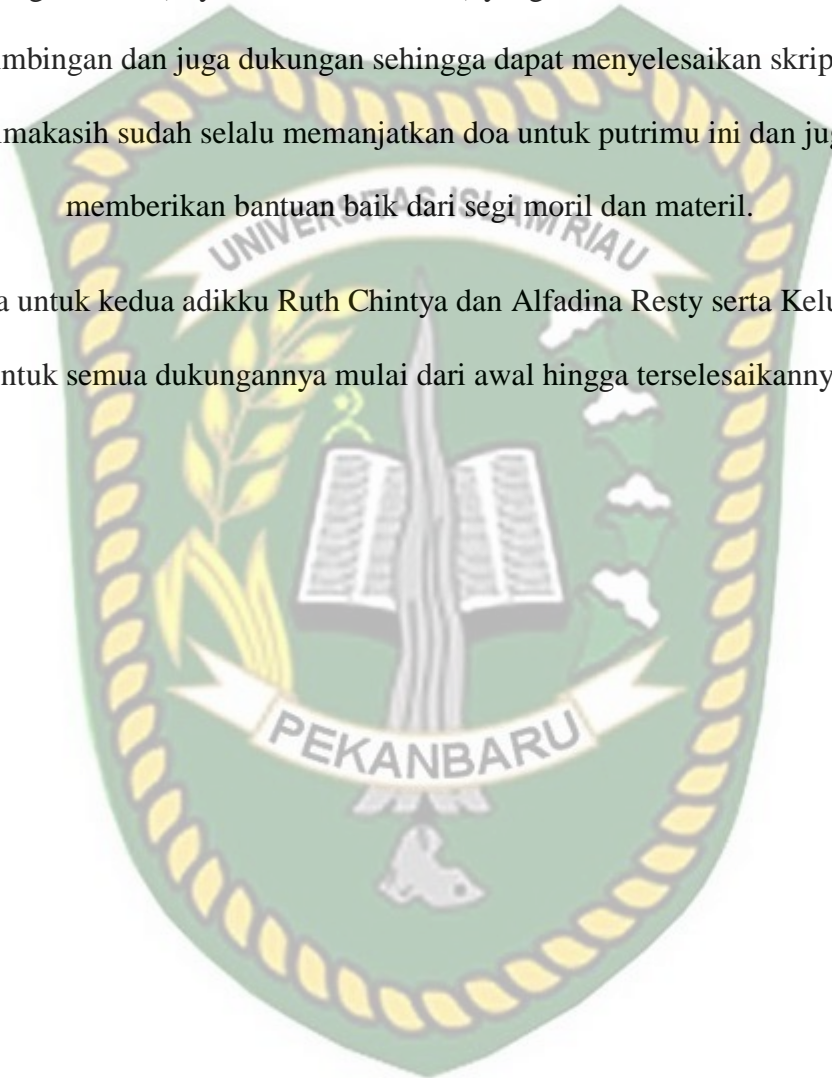 mbingan dan juga dukungan sehingga dapat menyelesaikan skrip
makasih sudah selalu memanjatkan doa untuk putrimu ini dan jug
memberikan bantuan baik dari segi moril dan materil.
UNIVERSITAS ISLAM RIAU
a untuk kedua adikku Ruth Chintya dan Alfadina Resty serta Kelu
ntuk semua dukungannya mulai dari awal hingga terselesaikanny
PEKANBARU